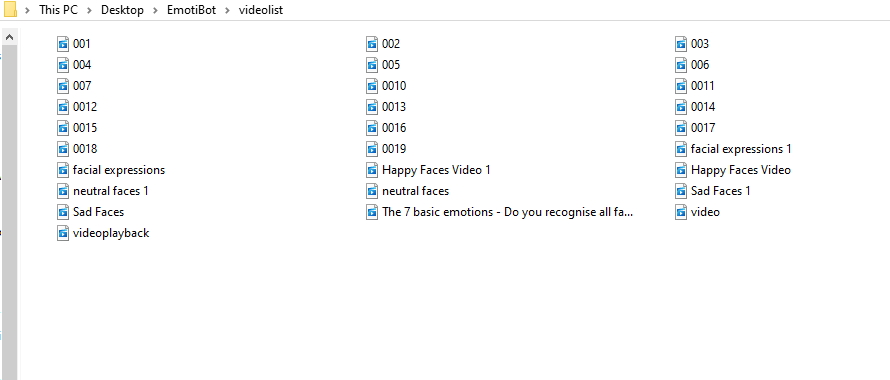 This PC > Desktop > EmotiBot > videolist
001 002 003
004 005 006
007 0010 0011
0012 0013 0014
0015 0016 0017
0018 0019 facial expressions 1
facial expressions Happy Faces Video 1 Happy Faces Video
neutral faces 1 neutral faces Sad Faces 1
Sad Faces The 7 basic emotions - Do you recognise all fa... video
videoplayback